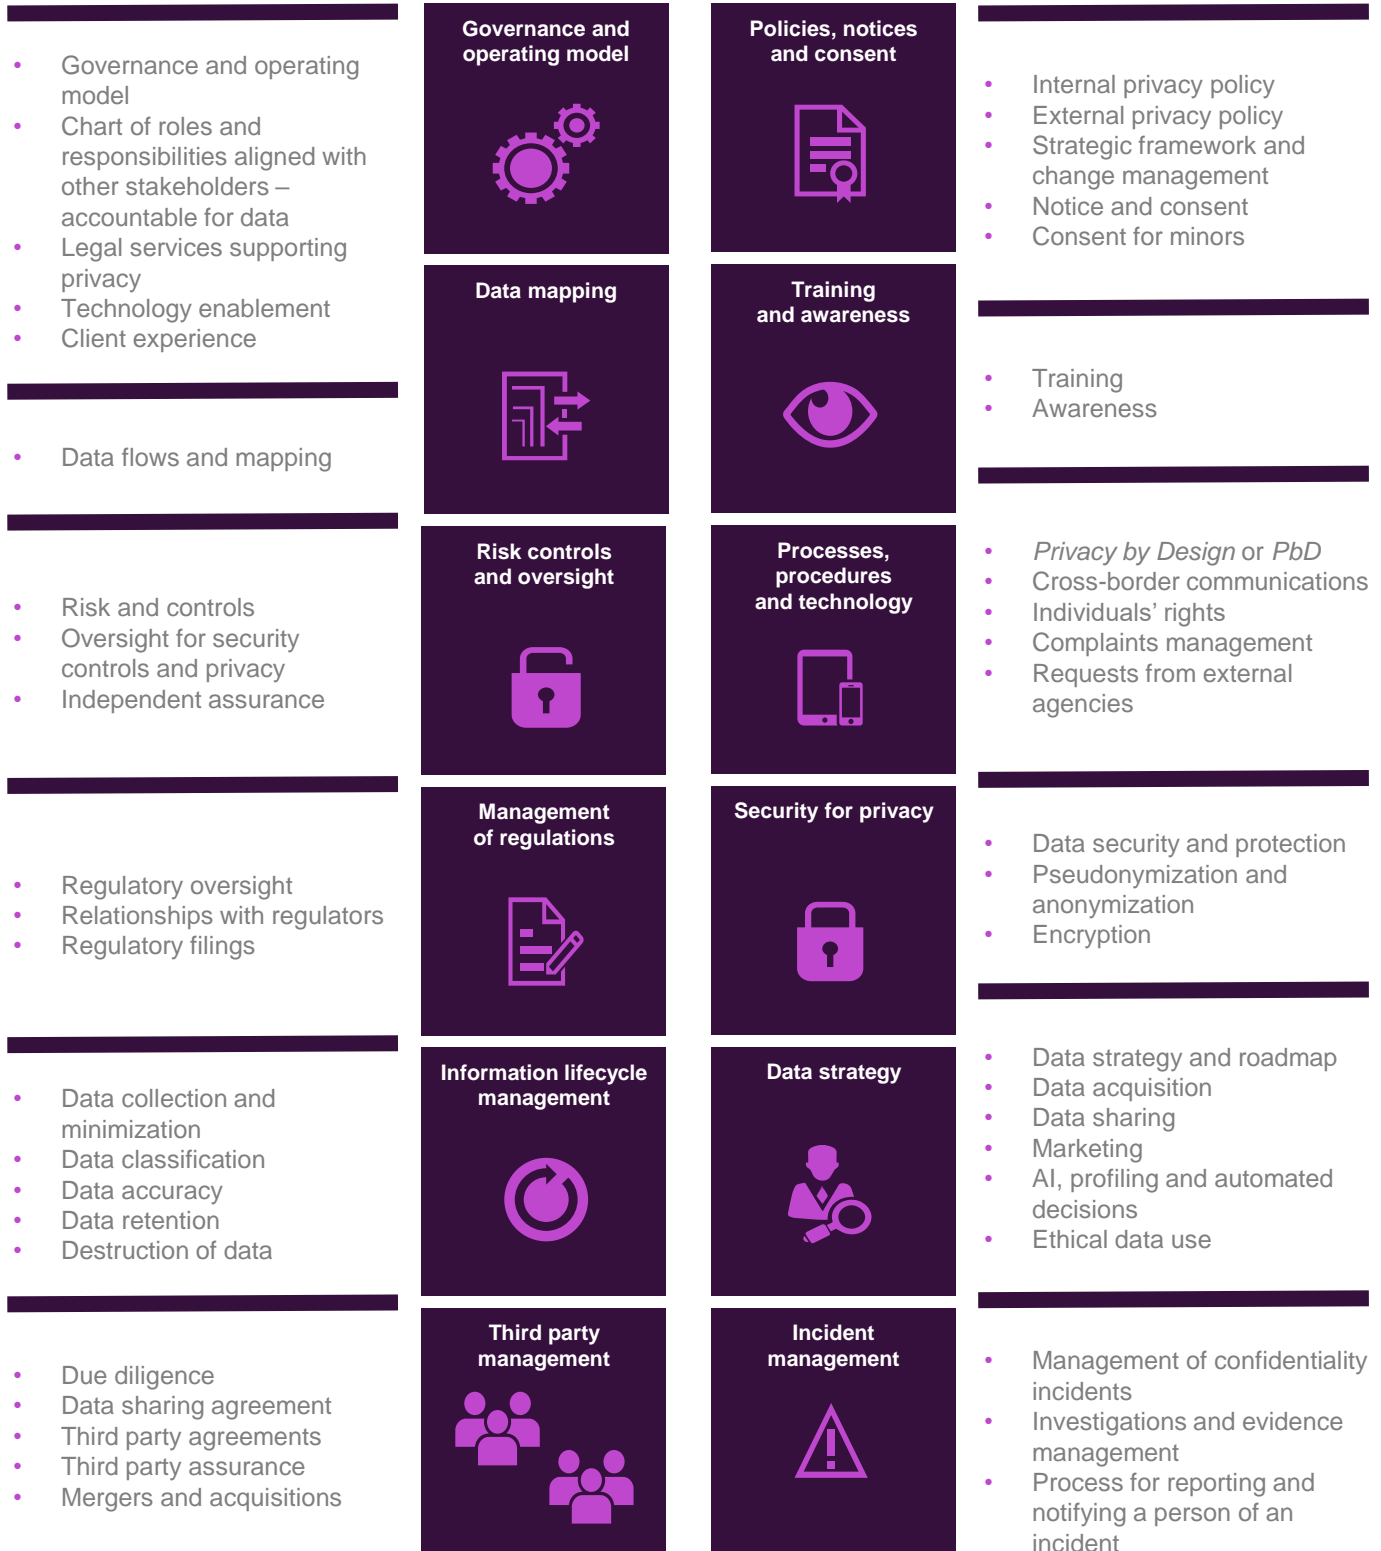 Governance and
operating model
• Governance and operating
model
• Chart of roles and
responsibilities aligned with
other stakeholders –
accountable for data
• Legal services supporting
privacy
• Technology enablement
• Client experience
Policies, notices
and consent
• Internal privacy policy
• External privacy policy
• Strategic framework and
change management
• Notice and consent
• Consent for minors
Data mapping
• Data flows and mapping
Training
and awareness
• Training
• Awareness
Risk controls
and oversight
• Risk and controls
• Oversight for security
controls and privacy
• Independent assurance
Processes,
procedures
and technology
• Privacy by Design or PbD
• Cross-border communications
• Individuals’ rights
• Complaints management
• Requests from external
agencies
Management
of regulations
• Regulatory oversight
• Relationships with regulators
• Regulatory filings
Security for privacy
• Data security and protection
• Pseudonymization and
anonymization
• Encryption
Information lifecycle
management
• Data collection and
minimization
• Data classification
• Data accuracy
• Data retention
• Destruction of data
Data strategy
• Data strategy and roadmap
• Data acquisition
• Data sharing
• Marketing
• AI, profiling and automated
decisions
• Ethical data use
Third party
management
• Due diligence
• Data sharing agreement
• Third party agreements
• Third party assurance
• Mergers and acquisitions
Incident
management
• Management of confidentiality
incidents
• Investigations and evidence
management
• Process for reporting and
notifying a person of an
incident